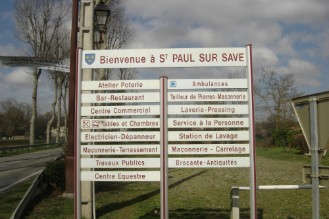 Bienvenue à St PAUL SUR SAVE
Atelier Poterie
Bar-Restaurant
Centre Commercial
Tables et Chambres
Electricien-Dépanneur
Maçonnerie-Terrassement
Travaux Publics
Centre Equestre
Ambulances
Tailleur de Pierres-Maçonnerie
Laverie-Pressing
Service à la Personne
Station de Lavage
Maçonnerie - Carrelage
Brocante-Antiquités